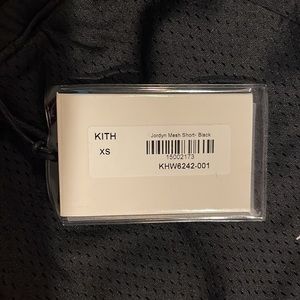 KITH
Jordyn Mesh Short- Black
XS
15002173
KHW6242-001